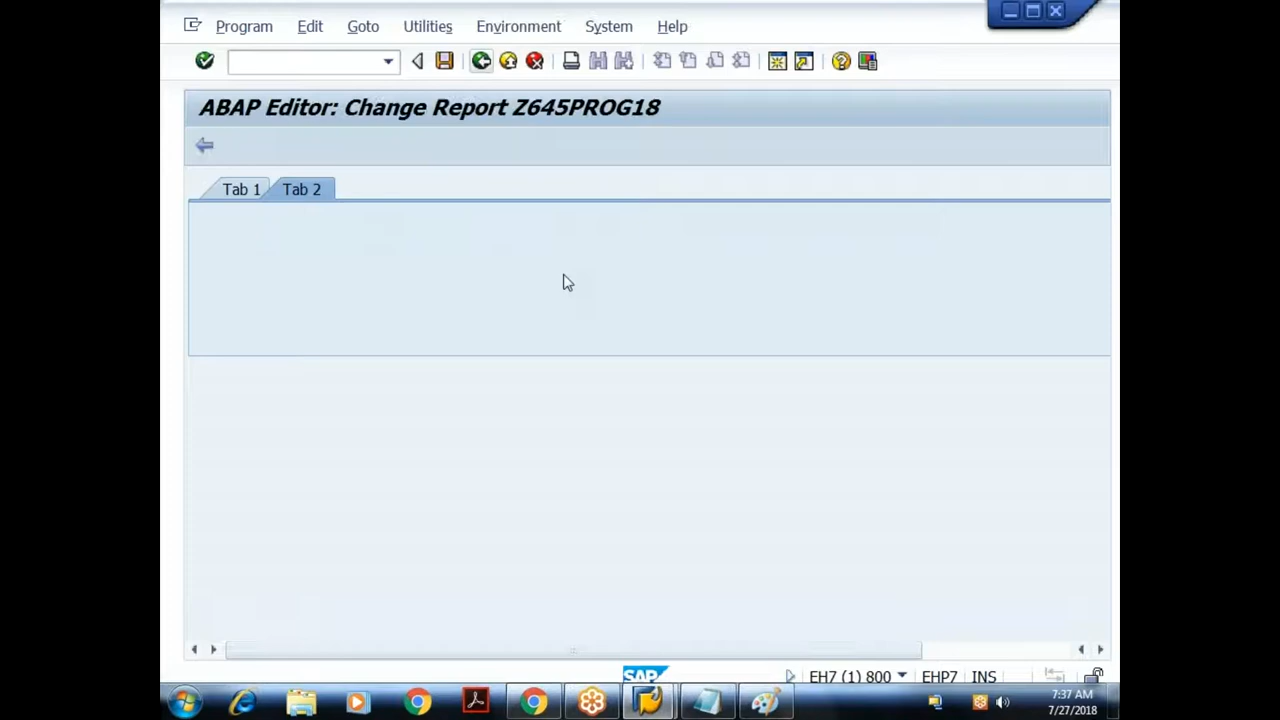 Program Edit Goto Utilities Environment System Help
ABAP Editor: Change Report Z645PROG18
Tab 1 Tab 2
SAP EH7 (1) 800 EHP7 INS
7:37 AM
7/27/2018